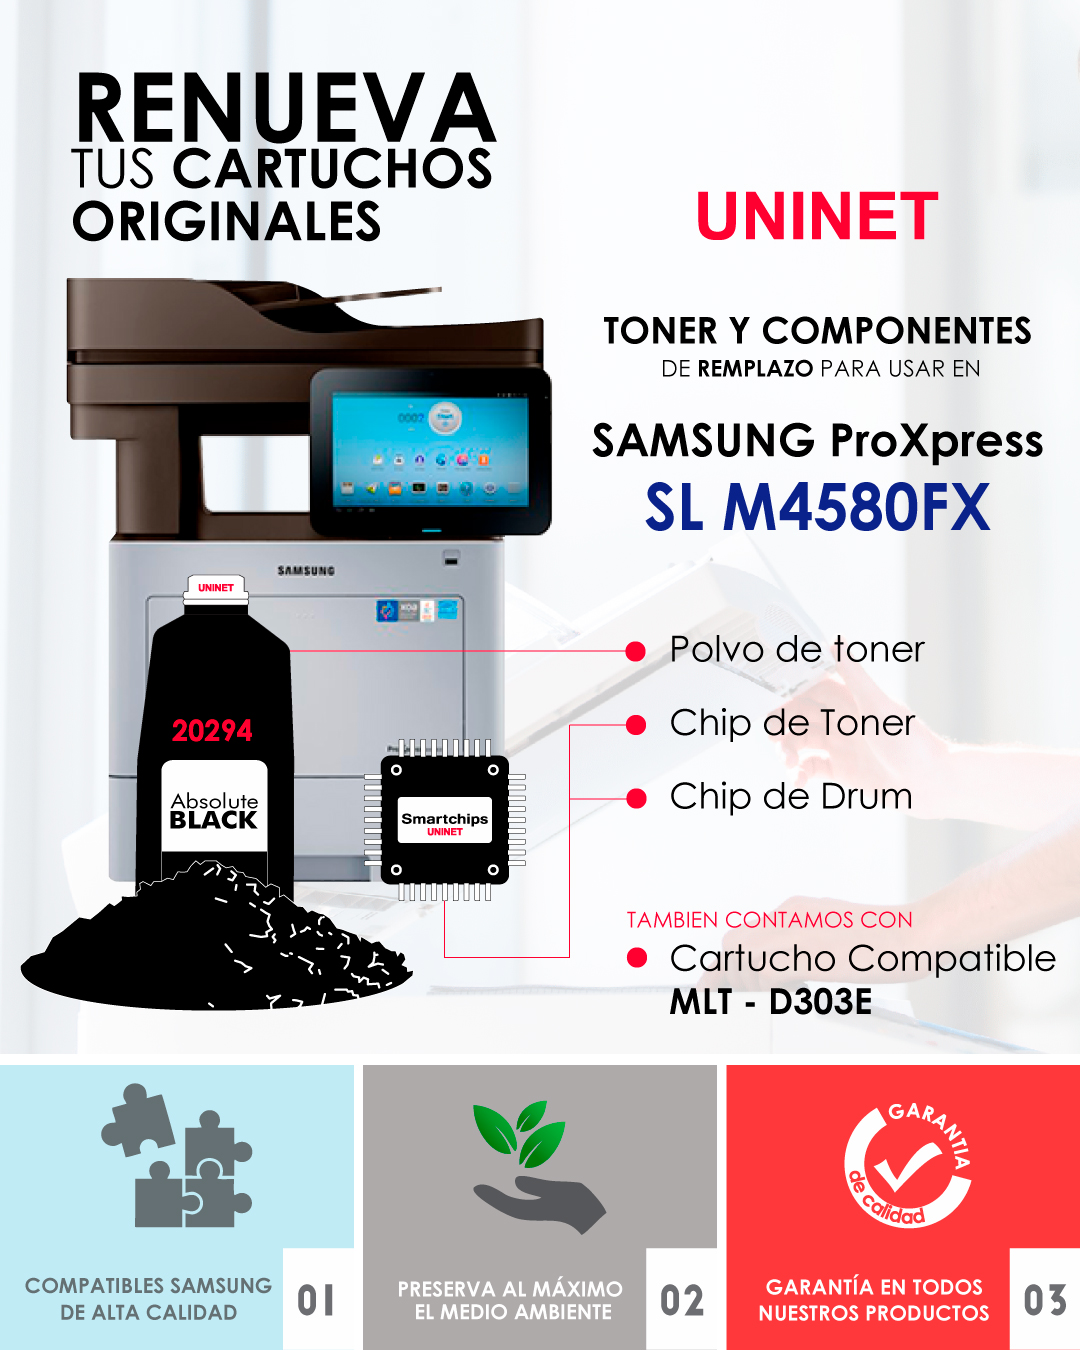 RENUEVA
TUS CARTUCHOS
ORIGINALES
UNINET
TONER Y COMPONENTES
DE REMPLAZO PARA USAR EN
SAMSUNG ProXpress
SL M4580FX
0002
SAMSUNG
UNINET
20294
Absolute
BLACK
Smartchips
UNINET
Polvo de toner
Chip de Toner
Chip de Drum
TAMBIEN CONTAMOS CON
Cartucho Compatible
MLT - D303E
COMPATIBLES SAMSUNG
DE ALTA CALIDAD
01
PRESERVA AL MÁXIMO
EL MEDIO AMBIENTE
02
GARANTIA
de calidad
GARANTÍA EN TODOS
NUESTROS PRODUCTOS
03